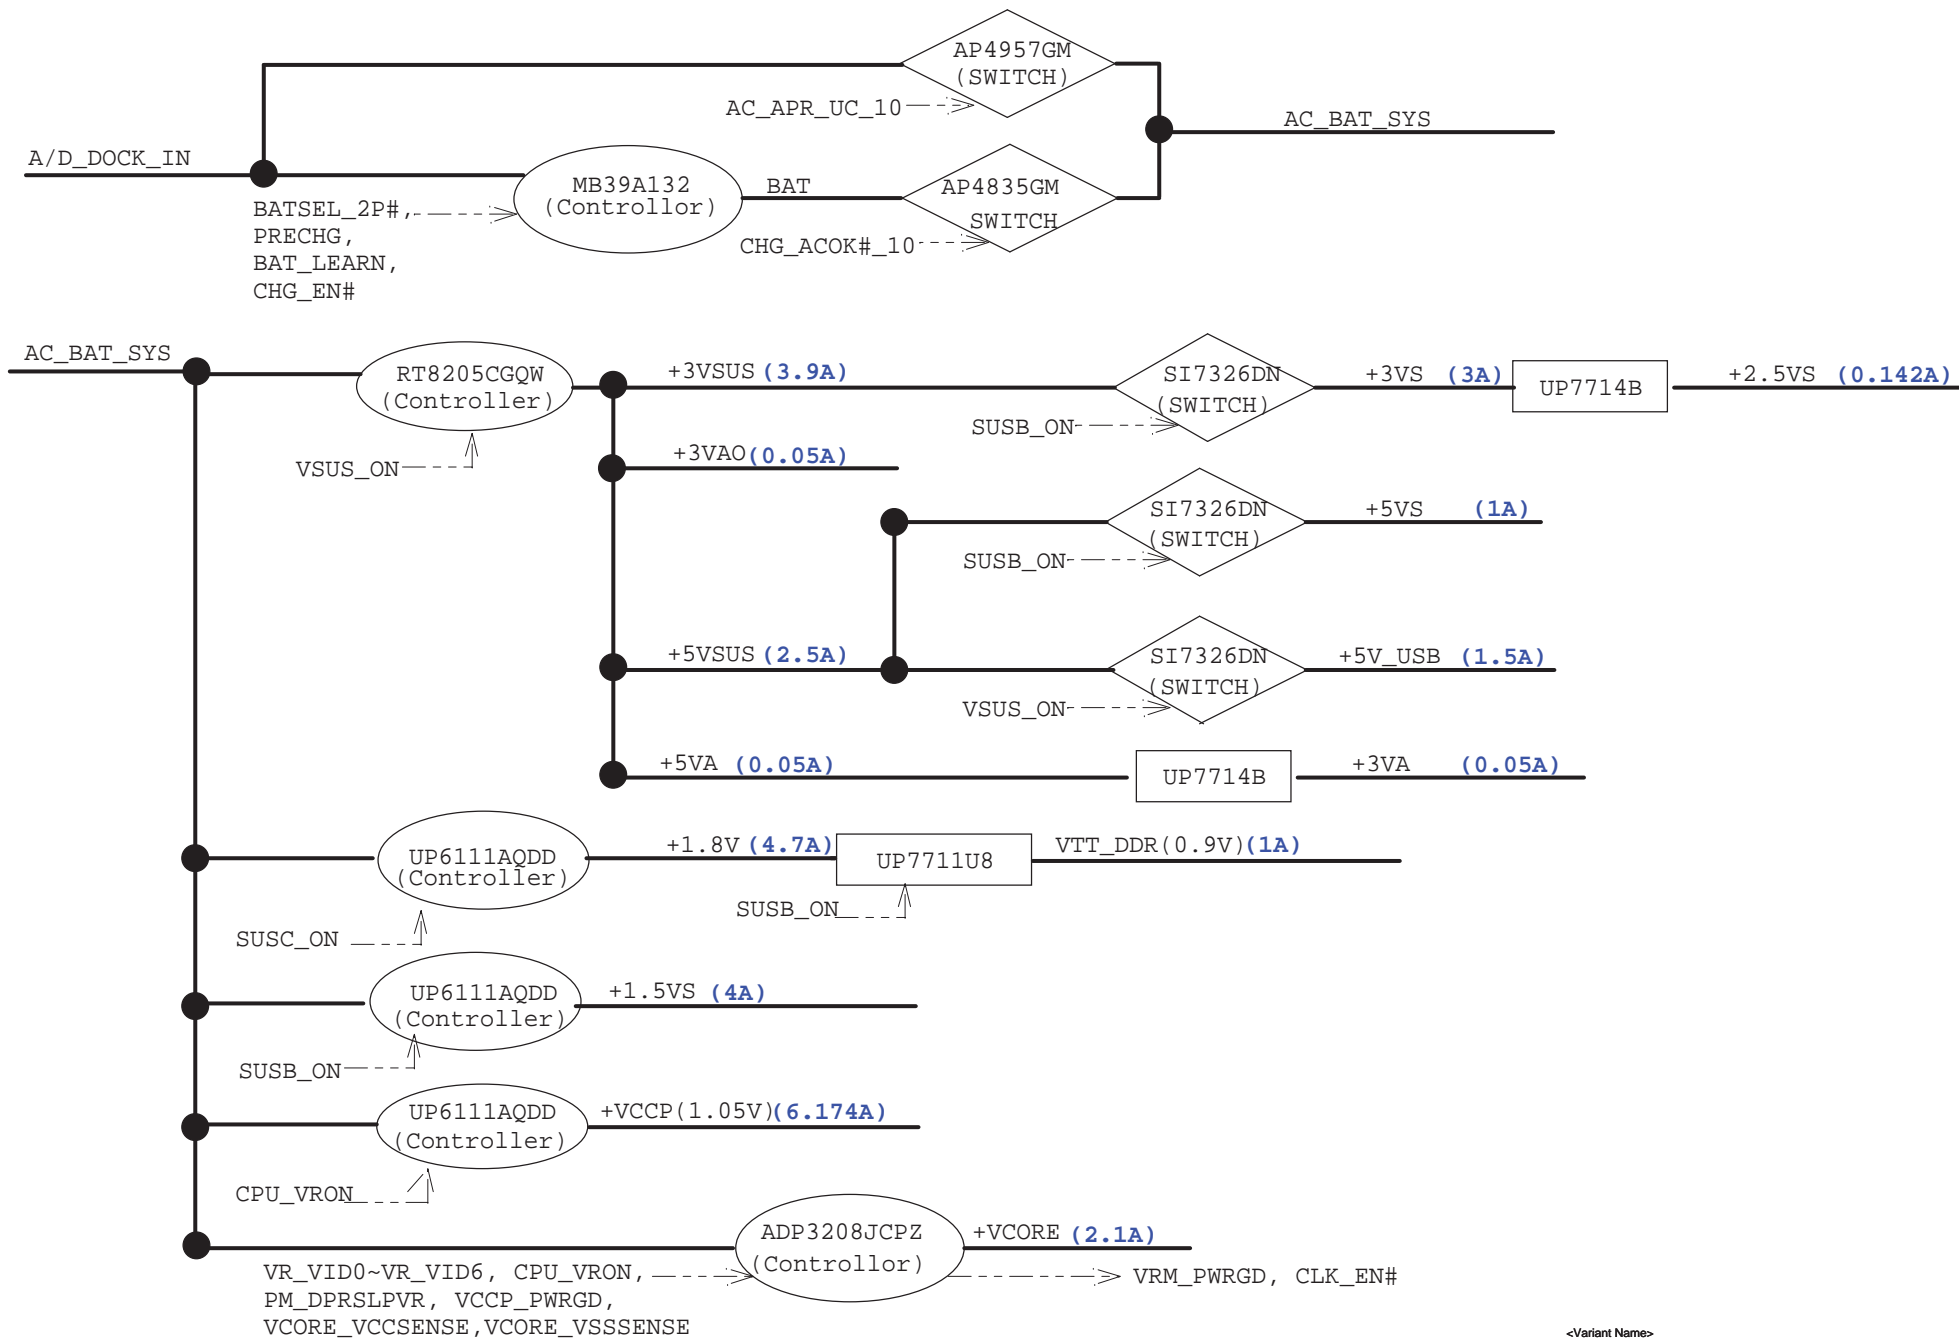 AP4957GM
(SWITCH)
AC_APR_UC_10
AC_BAT_SYS
A/D_DOCK_IN
MB39A132
(Controllor)
BAT
AP4835GM
SWITCH
BATSEL_2P#,
PRECHG,
BAT_LEARN,
CHG_EN#
CHG_ACOK#_10
AC_BAT_SYS
RT8205CGQW
(Controller)
VSUS_ON
+3VSUS (3.9A)
SI7326DN
(SWITCH)
SUSB_ON
+3VS (3A)
UP7714B
+2.5VS (0.142A)
+3VAO(0.05A)
SI7326DN
(SWITCH)
SUSB_ON
+5VS (1A)
+5VSUS (2.5A)
SI7326DN
(SWITCH)
VSUS_ON
+5V_USB (1.5A)
+5VA (0.05A)
UP7714B
+3VA (0.05A)
UP6111AQDD
(Controller)
SUSC_ON
+1.8V (4.7A)
UP7711U8
SUSB_ON
VTT_DDR(0.9V)(1A)
UP6111AQDD
(Controller)
SUSB_ON
+1.5VS (4A)
UP6111AQDD
(Controller)
CPU_VRON
+VCCP(1.05V)(6.174A)
ADP3208JCPZ
(Controllor)
+VCORE (2.1A)
VR_VID0~VR_VID6, CPU_VRON,
PM_DPRSLPVR, VCCP_PWRGD,
VCORE_VCCSENSE,VCORE_VSSSENSE
VRM_PWRGD, CLK_EN#
<Variant Name>